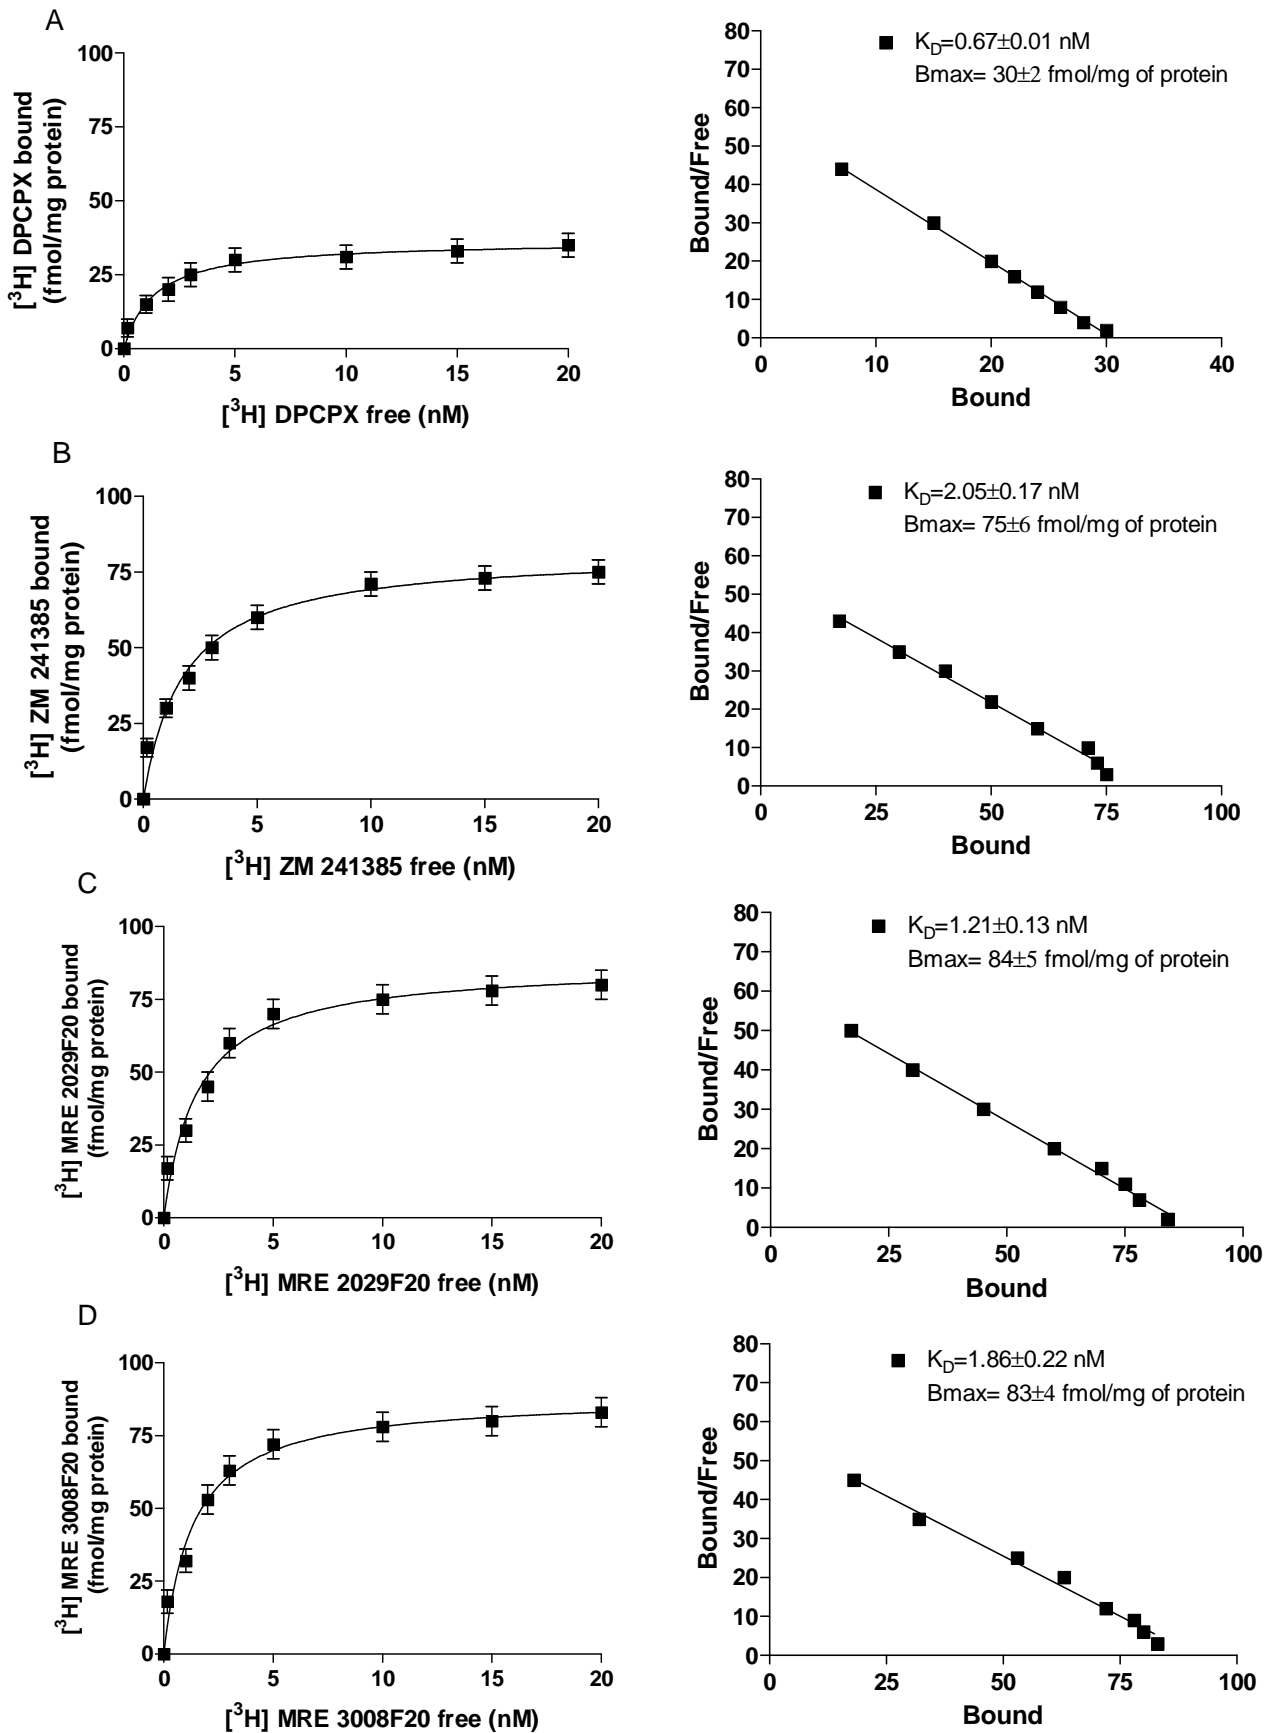 A
[³H] DPCPX bound
(fmol/mg protein)
100
75
50
25
0
0 5 10 15 20
[³H] DPCPX free (nM)
Bound/Free
80
70
60
50
40
30
20
10
0
K_D=0.67±0.01 nM
Bmax= 30±2 fmol/mg of protein
0 10 20 30 40
Bound
B
[³H] ZM 241385 bound
(fmol/mg protein)
100
75
50
25
0
0 5 10 15 20
[³H] ZM 241385 free (nM)
Bound/Free
80
70
60
50
40
30
20
10
0
K_D=2.05±0.17 nM
Bmax= 75±6 fmol/mg of protein
0 25 50 75 100
Bound
C
[³H] MRE 2029F20 bound
(fmol/mg protein)
100
75
50
25
0
0 5 10 15 20
[³H] MRE 2029F20 free (nM)
Bound/Free
80
70
60
50
40
30
20
10
0
K_D=1.21±0.13 nM
Bmax= 84±5 fmol/mg of protein
0 25 50 75 100
Bound
D
[³H] MRE 3008F20 bound
(fmol/mg protein)
100
75
50
25
0
0 5 10 15 20
[³H] MRE 3008F20 free (nM)
Bound/Free
80
70
60
50
40
30
20
10
0
K_D=1.86±0.22 nM
Bmax= 83±4 fmol/mg of protein
0 25 50 75 100
Bound